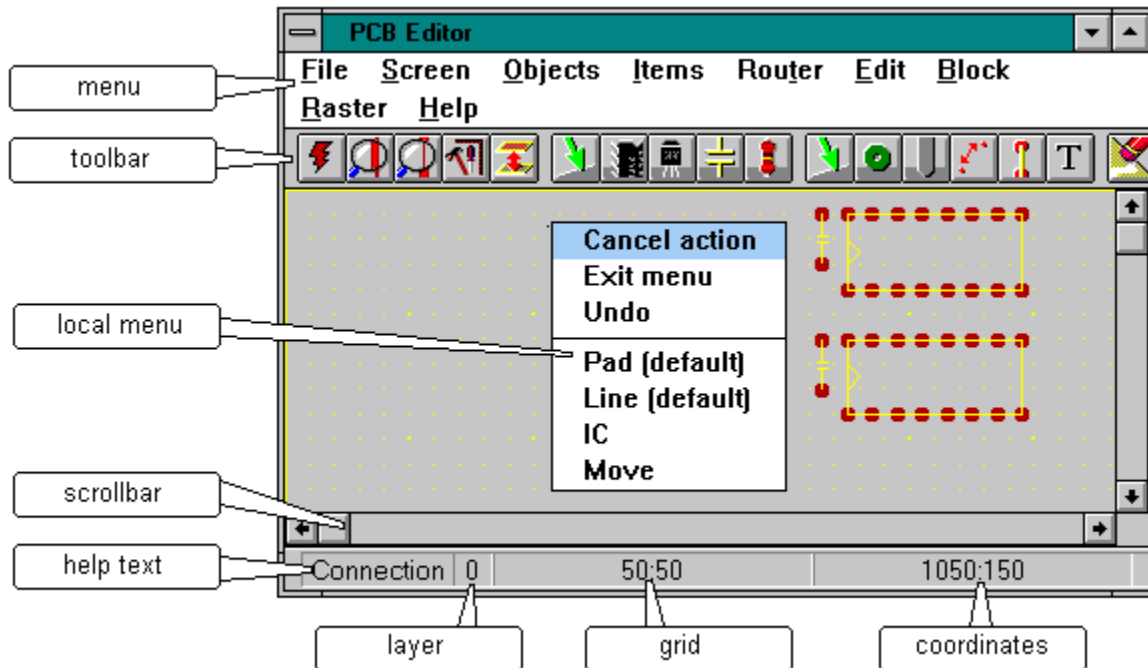 PCB Editor
File Screen Objects Items Router Edit Block
Raster Help
menu
toolbar
T
Cancel action
Exit menu
Undo
Pad (default)
Line (default)
IC
Move
local menu
scrollbar
help text
Connection 0 50:50 1050:150
layer
grid
coordinates